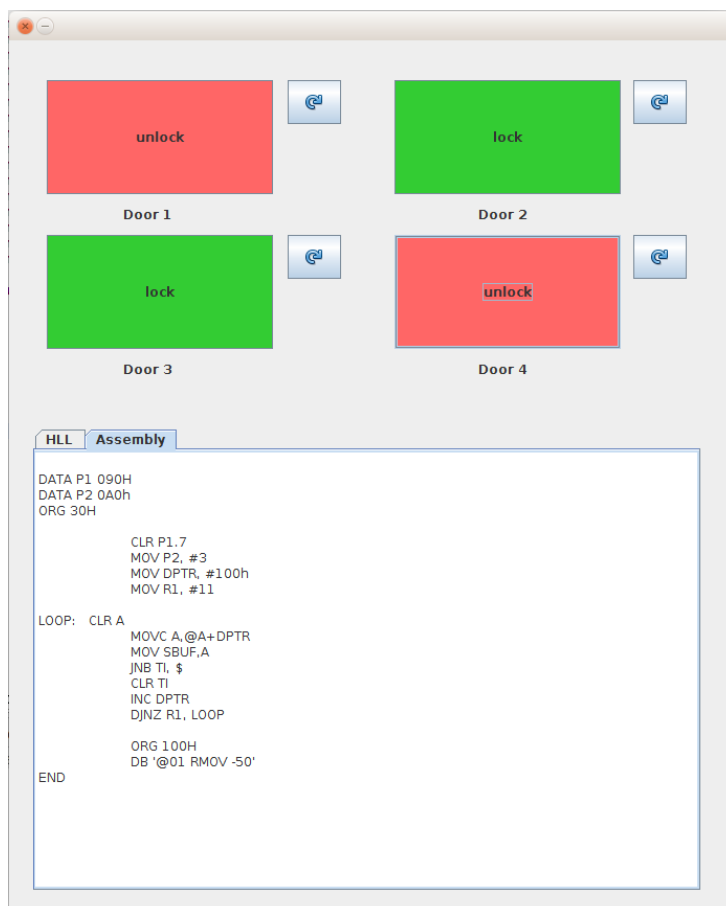 unlock
lock
Door 1
Door 2
lock
unlock
Door 3
Door 4
HLL
Assembly
DATA P1 090H
DATA P2 0A0h
ORG 30H
CLR P1.7
MOV P2, #3
MOV DPTR, #100h
MOV R1, #11
LOOP: CLR A
MOVC A,@A+DPTR
MOV SBUF,A
JNB TI, $
CLR TI
INC DPTR
DJNZ R1, LOOP
ORG 100H
DB '@01 RMOV -50'
END